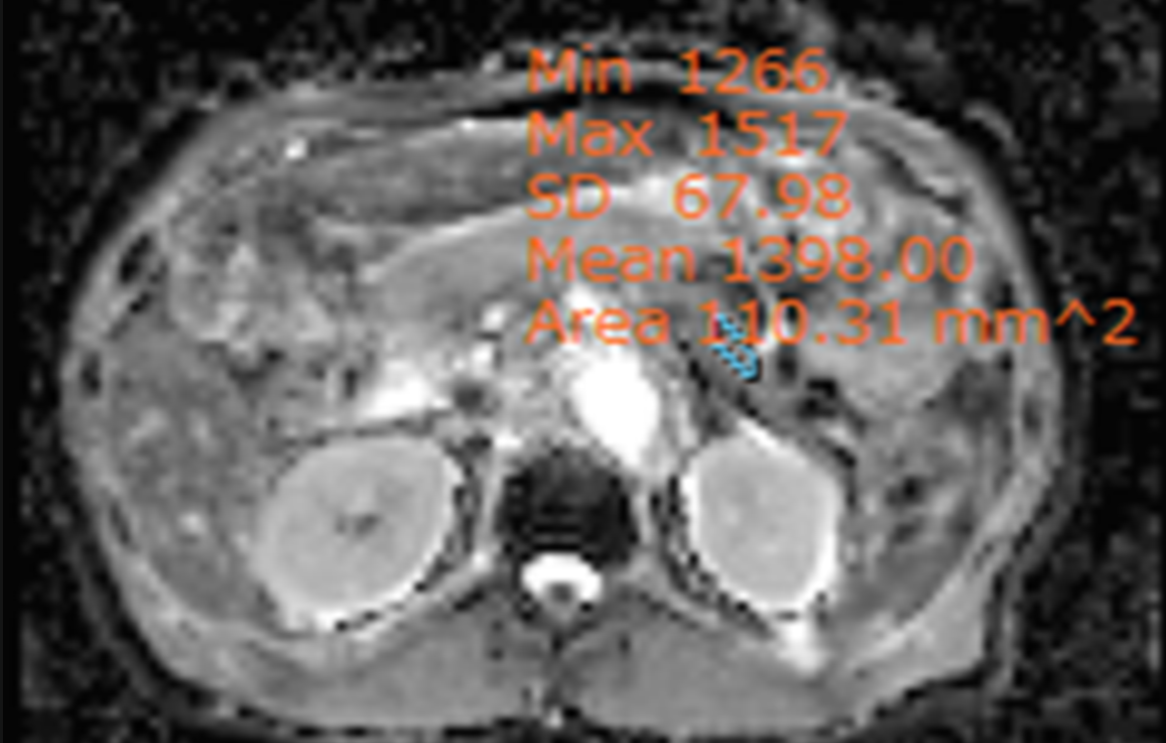 Min 1266
Max 1517
SD 67.98
Mean 1398.00
Area 110.31 mm^2